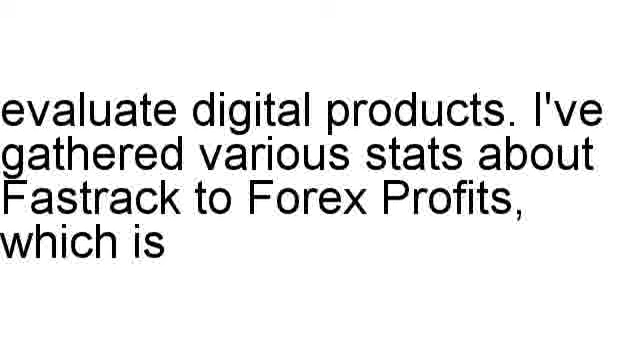 evaluate digital products. I've
gathered various stats about
Fastrack to Forex Profits,
which is